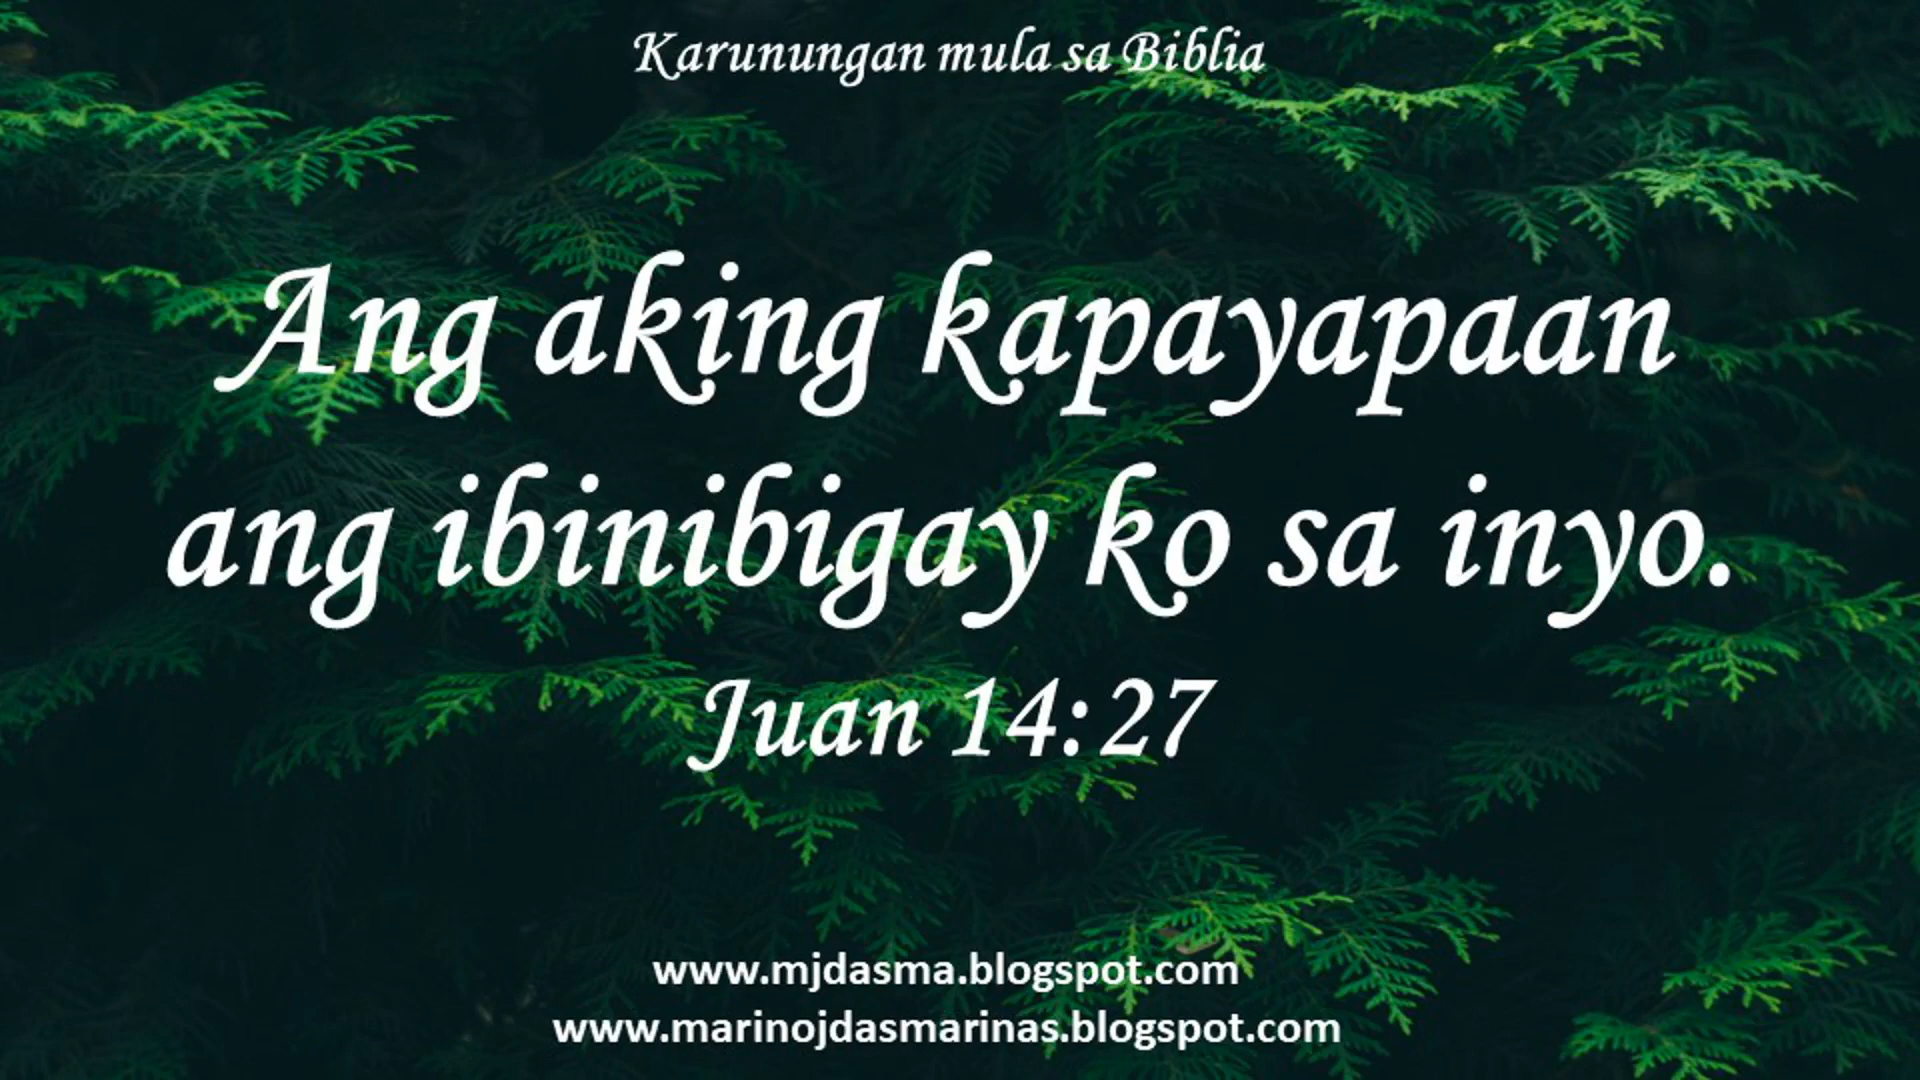 Karunungan mula sa Biblia
Ang aking kapayapaan
ang ibinibigay ko sa inyo.
Juan 14:27
www.mjdasma.blogspot.com
www.marinojdasmarinas.blogspot.com